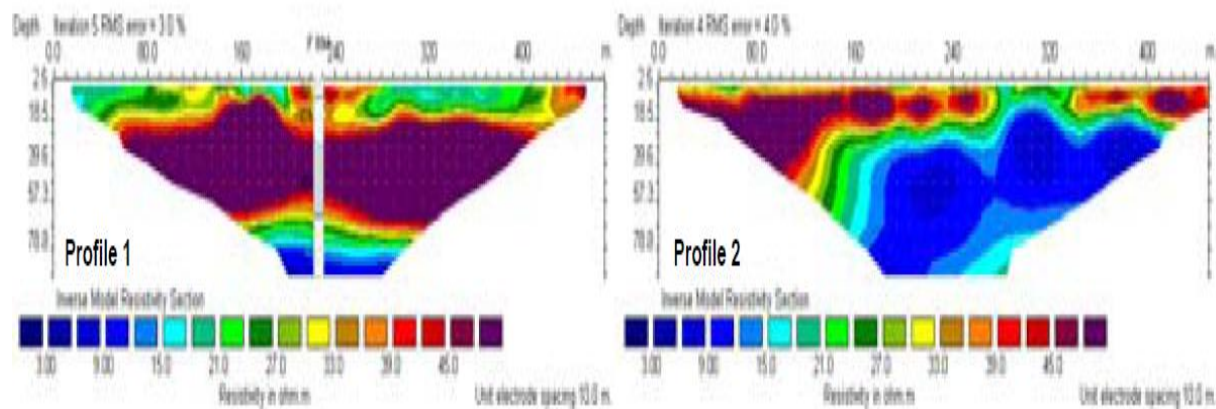 Depth Iteration 5 RMS error = 3.0 %
0.0 80.0 160 240 320 400 m
2.5
18.5
39.6
57.3
78.0
Profile 1
Inverse Model Resistivity Section
3.00 9.00 15.0 21.0 27.0 33.0 39.0 45.0
Resistivity in ohm.m
Unit electrode spacing 10.0 m.
Depth Iteration 4 RMS error = 4.0 %
0.0 80.0 160 240 320 400 m
2.5
18.5
39.6
57.3
78.0
Profile 2
Inverse Model Resistivity Section
3.00 9.00 15.0 21.0 27.0 33.0 39.0 45.0
Resistivity in ohm.m
Unit electrode spacing 10.0 m.